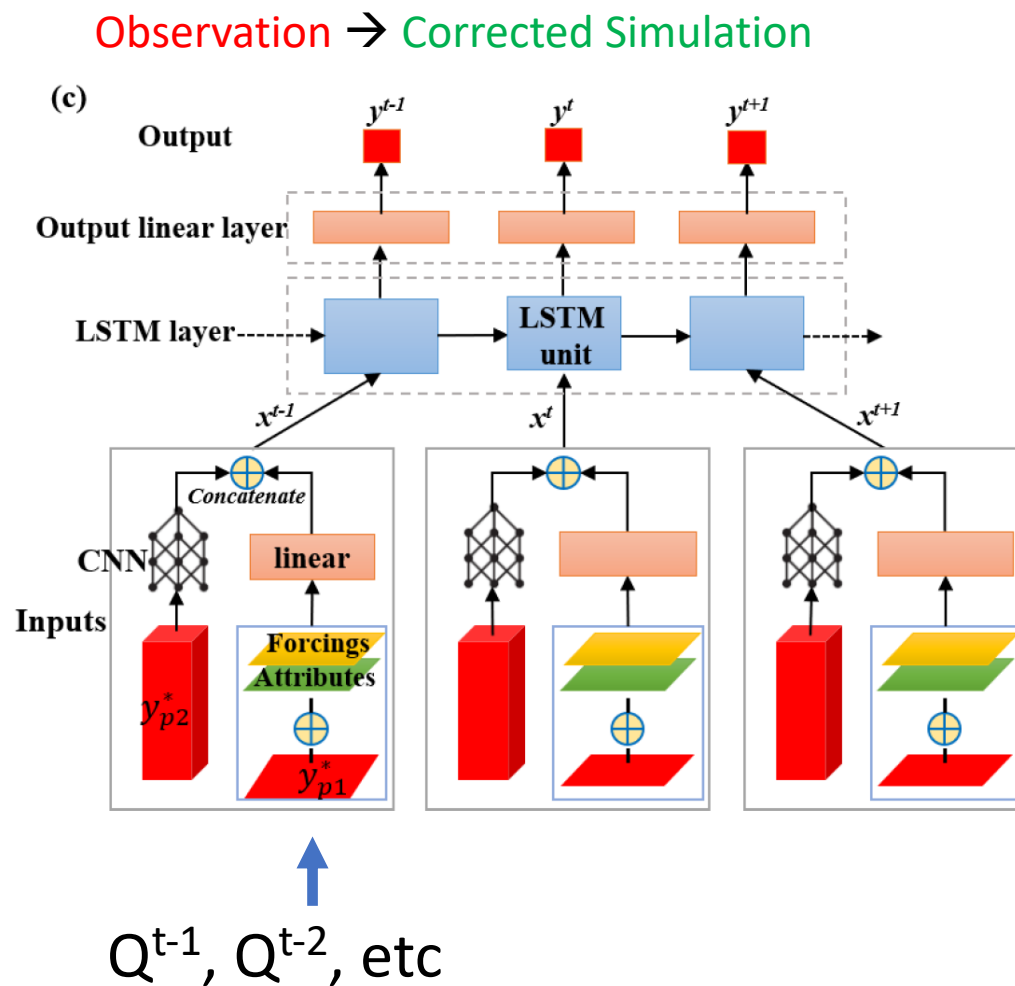 Observation → Corrected Simulation
(c)
y^{t-1} y^t y^{t+1}
Output
Output linear layer
LSTM layer
LSTM
unit
x^{t-1} x^t x^{t+1}
Concatenate
CNN
linear
Inputs
Forcings
Attributes
y^*_{p2}
y^*_{p1}
Q^{t-1}, Q^{t-2}, etc